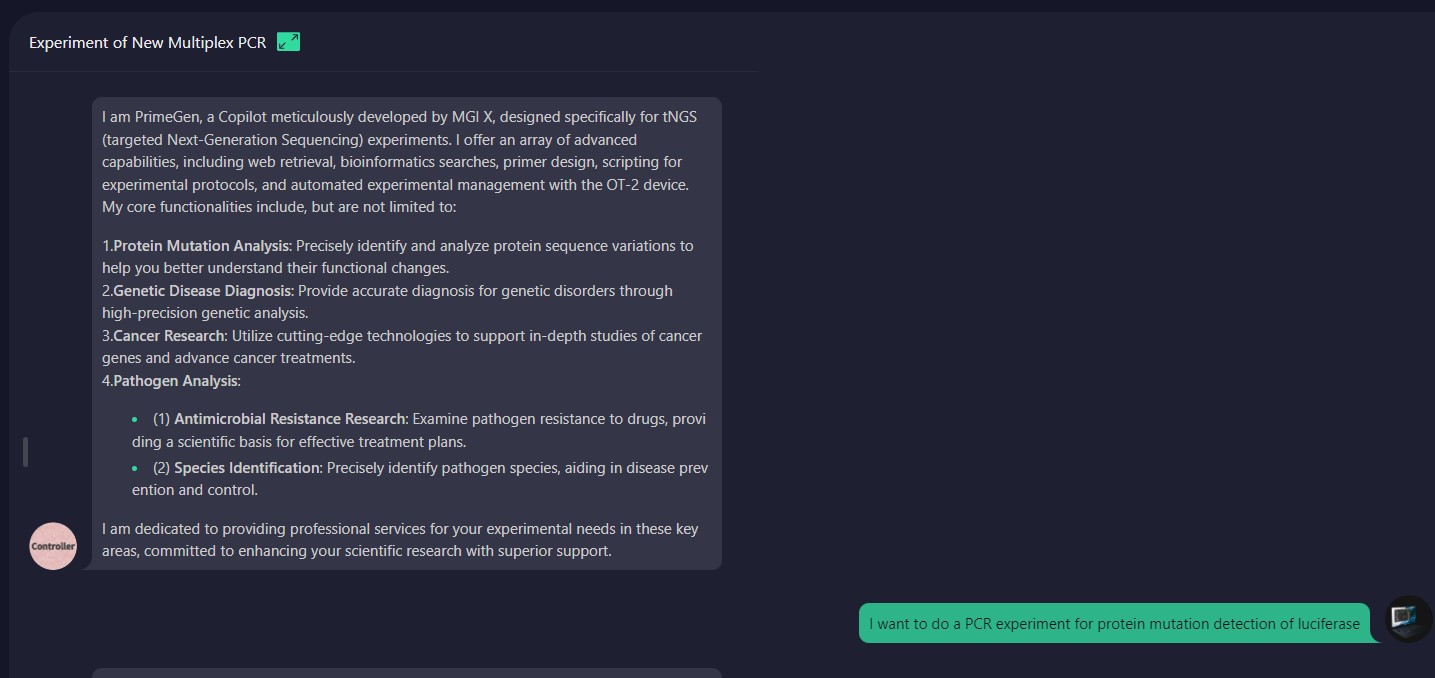 Experiment of New Multiplex PCR
I am PrimeGen, a Copilot meticulously developed by MGI X, designed specifically for tNGS
(targeted Next-Generation Sequencing) experiments. I offer an array of advanced
capabilities, including web retrieval, bioinformatics searches, primer design, scripting for
experimental protocols, and automated experimental management with the OT-2 device.
My core functionalities include, but are not limited to:
1.Protein Mutation Analysis: Precisely identify and analyze protein sequence variations to
help you better understand their functional changes.
2.Genetic Disease Diagnosis: Provide accurate diagnosis for genetic disorders through
high-precision genetic analysis.
3.Cancer Research: Utilize cutting-edge technologies to support in-depth studies of cancer
genes and advance cancer treatments.
4.Pathogen Analysis:
(1) Antimicrobial Resistance Research: Examine pathogen resistance to drugs, provi
ding a scientific basis for effective treatment plans.
(2) Species Identification: Precisely identify pathogen species, aiding in disease prev
ention and control.
I am dedicated to providing professional services for your experimental needs in these key
areas, committed to enhancing your scientific research with superior support.
Controller
I want to do a PCR experiment for protein mutation detection of luciferase